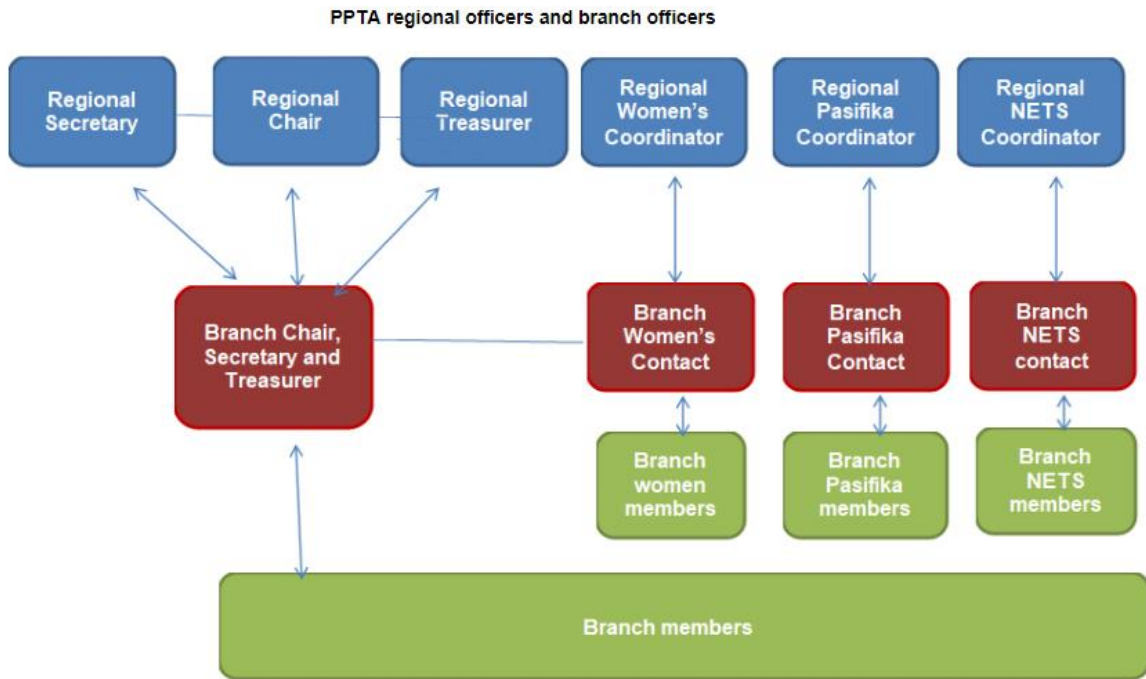 PPTA regional officers and branch officers
Regional
Secretary
Regional
Chair
Regional
Treasurer
Regional
Women's
Coordinator
Regional
Pasifika
Coordinator
Regional
NETS
Coordinator
Branch Chair,
Secretary and
Treasurer
Branch
Women's
Contact
Branch
Pasifika
Contact
Branch
NETS
contact
Branch
women
members
Branch
Pasifika
members
Branch
NETS
members
Branch members